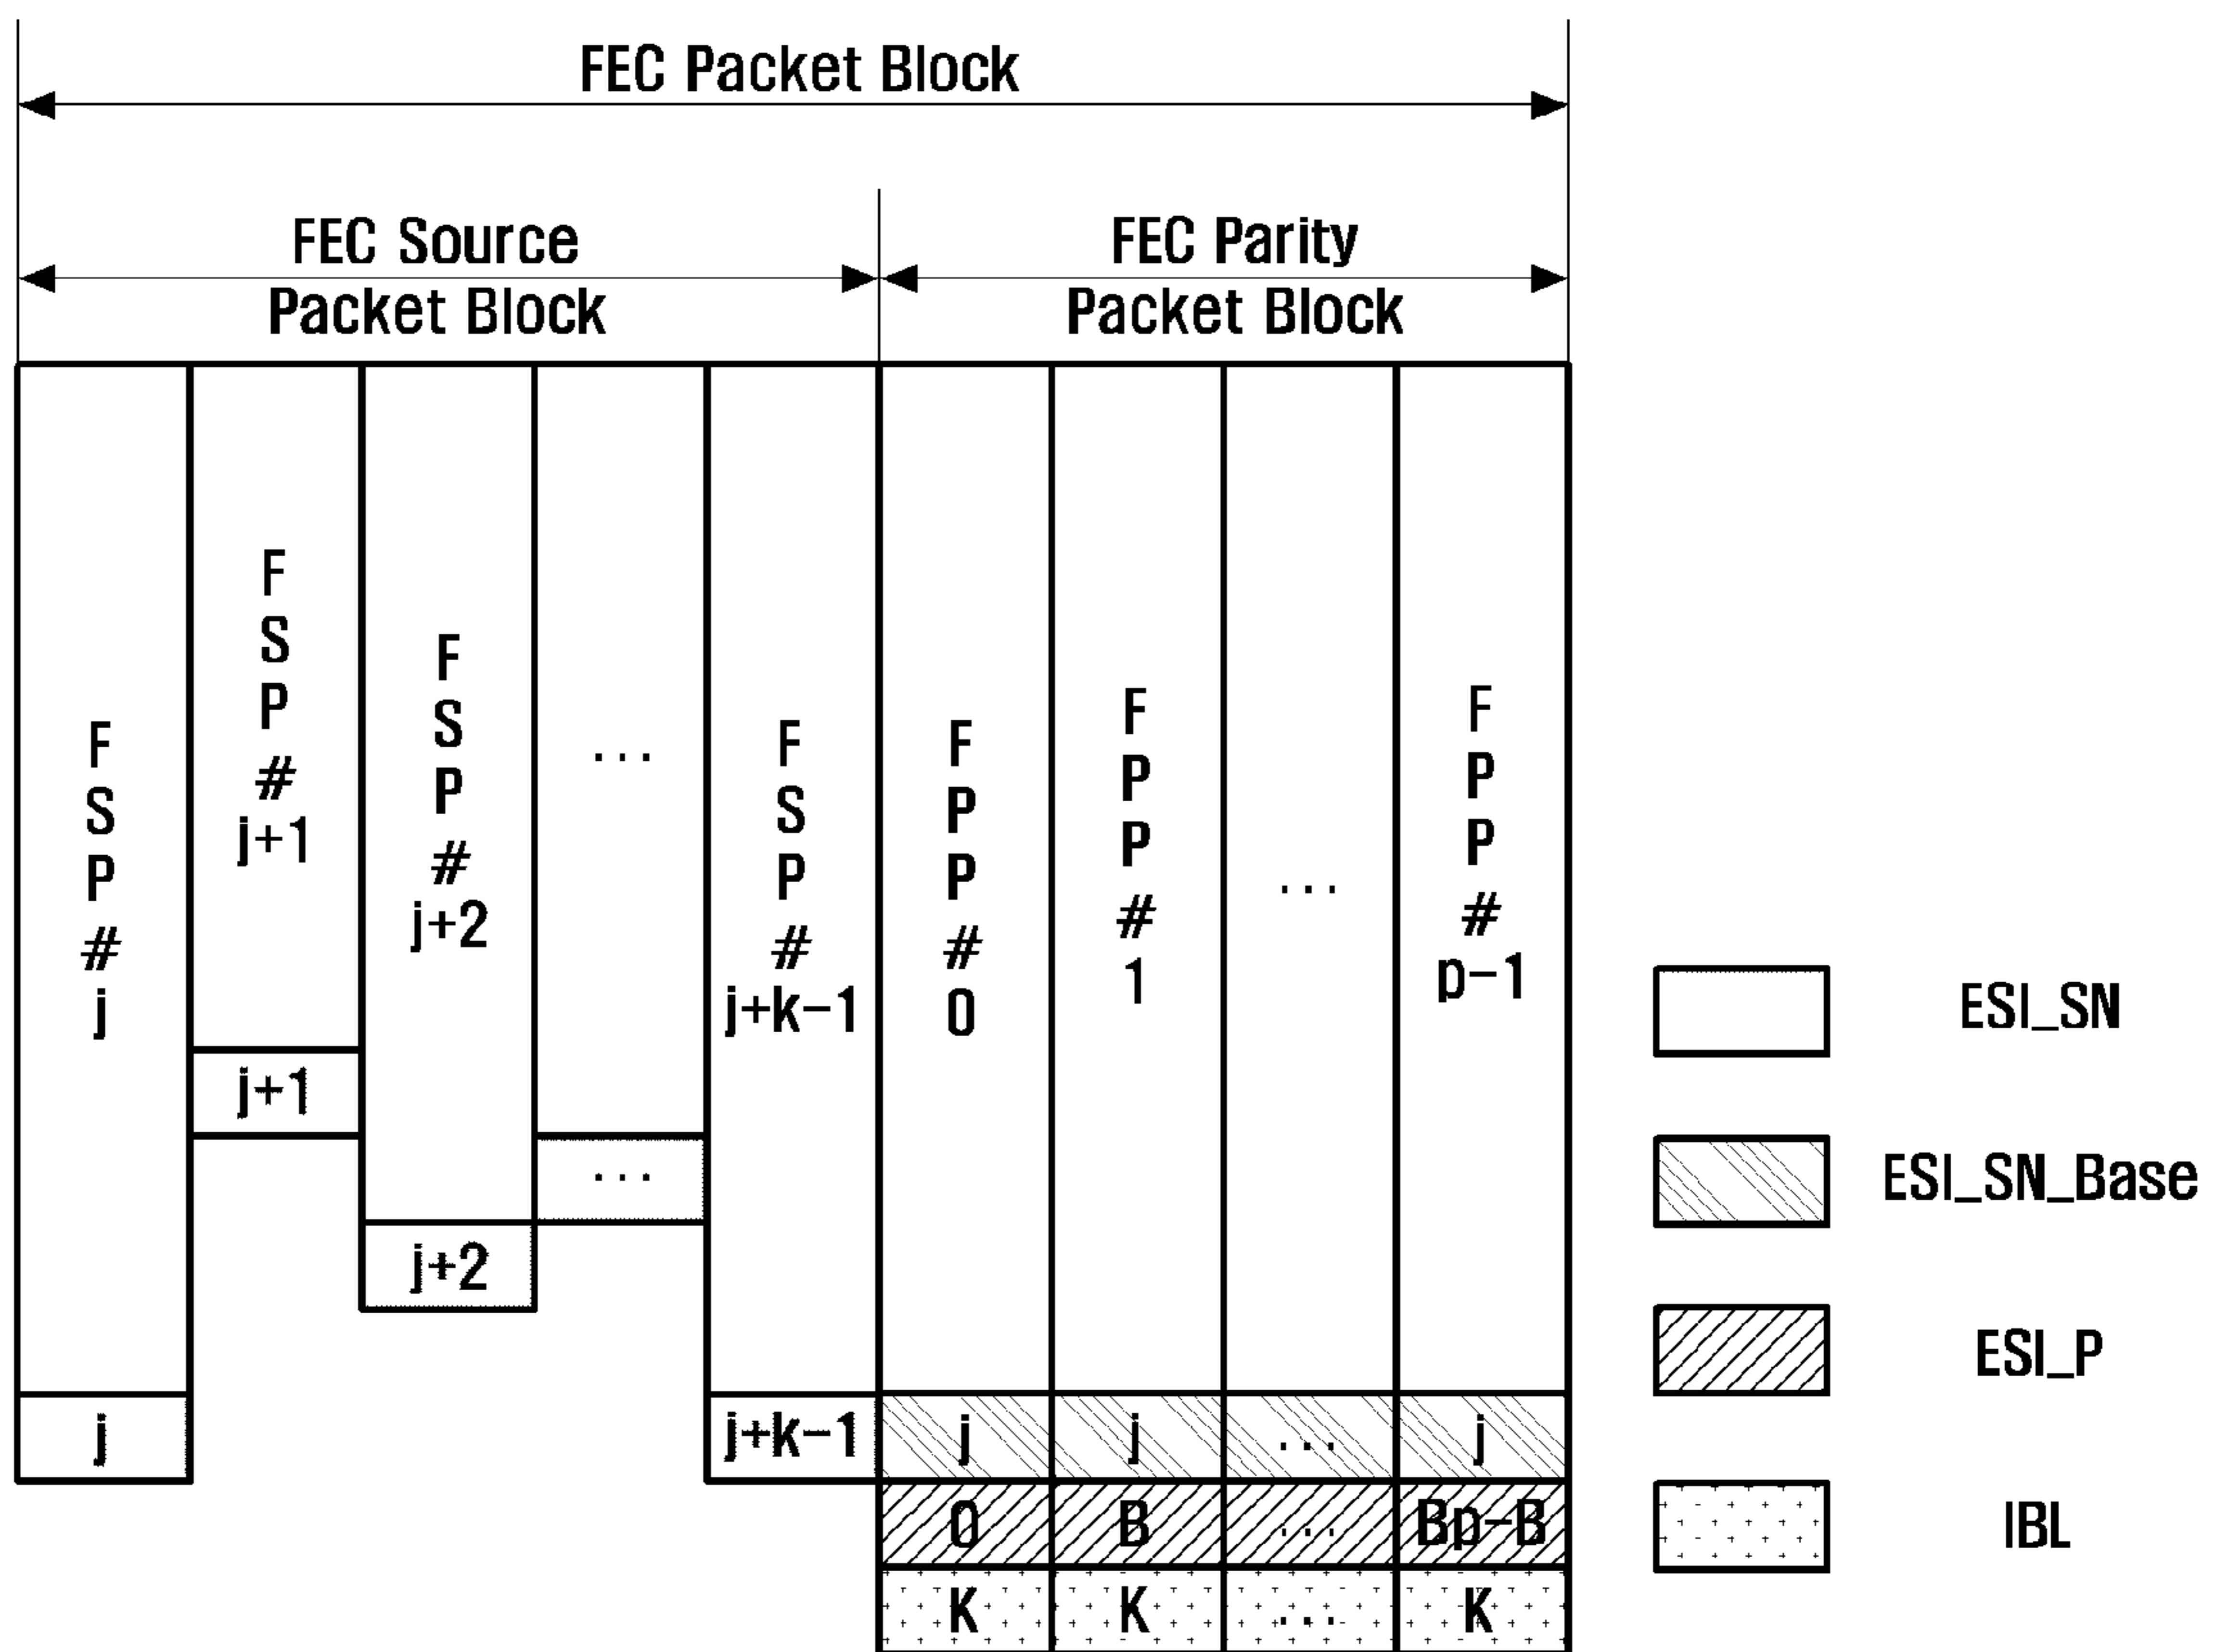 FEC Packet Block
FEC Source
Packet Block
FEC Parity
Packet Block
F
S
P
#
j
F
S
P
#
j+1
F
S
P
#
j+2
...
F
S
P
#
j+k-1
F
P
P
#
0
F
P
P
#
1
...
F
P
P
#
p-1
j
j+1
j+2
...
j+k-1
j
j
...
j
0
B
...
Bp-B
K
K
...
K
ESI_SN
ESI_SN_Base
ESI_P
IBL